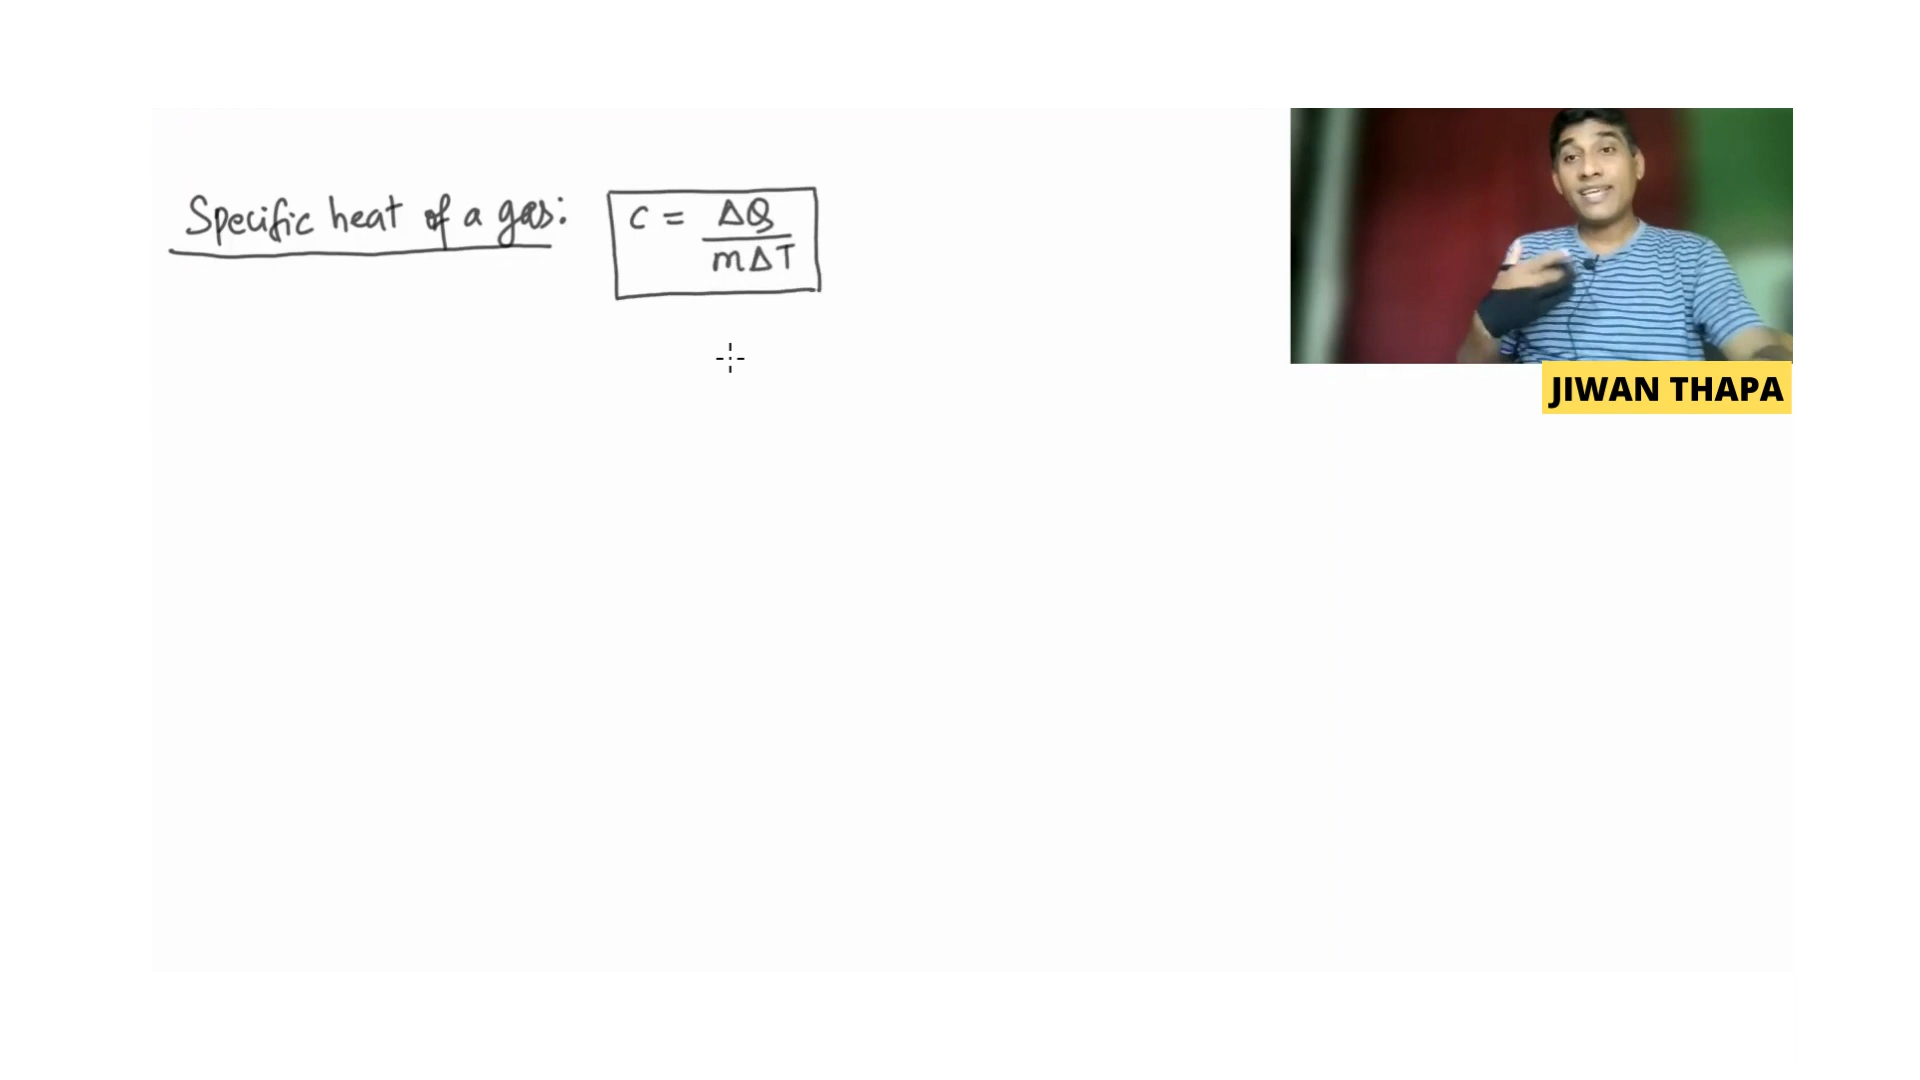 Specific heat of a gas: C = ΔQ / mΔT
JIWAN THAPA